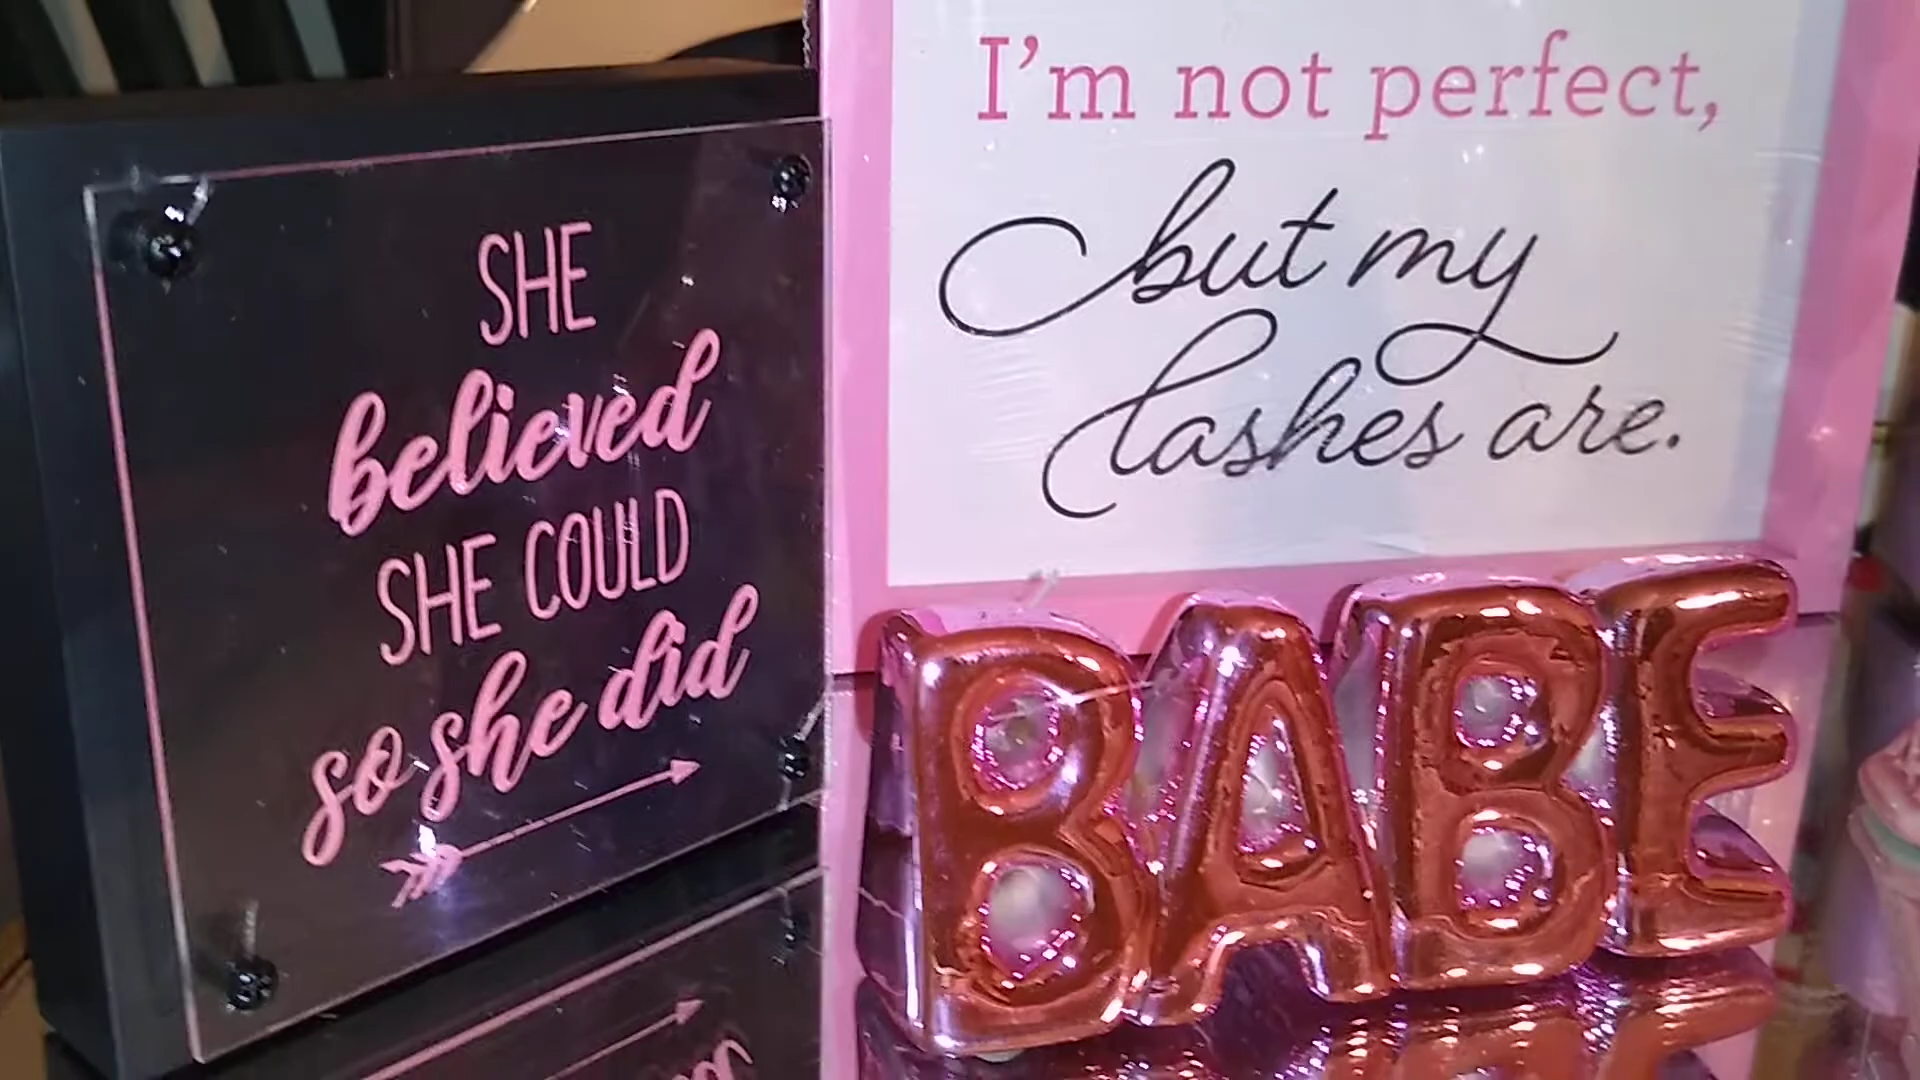 SHE
believed
SHE COULD
so she did
I'm not perfect,
but my
lashes are.
BABE